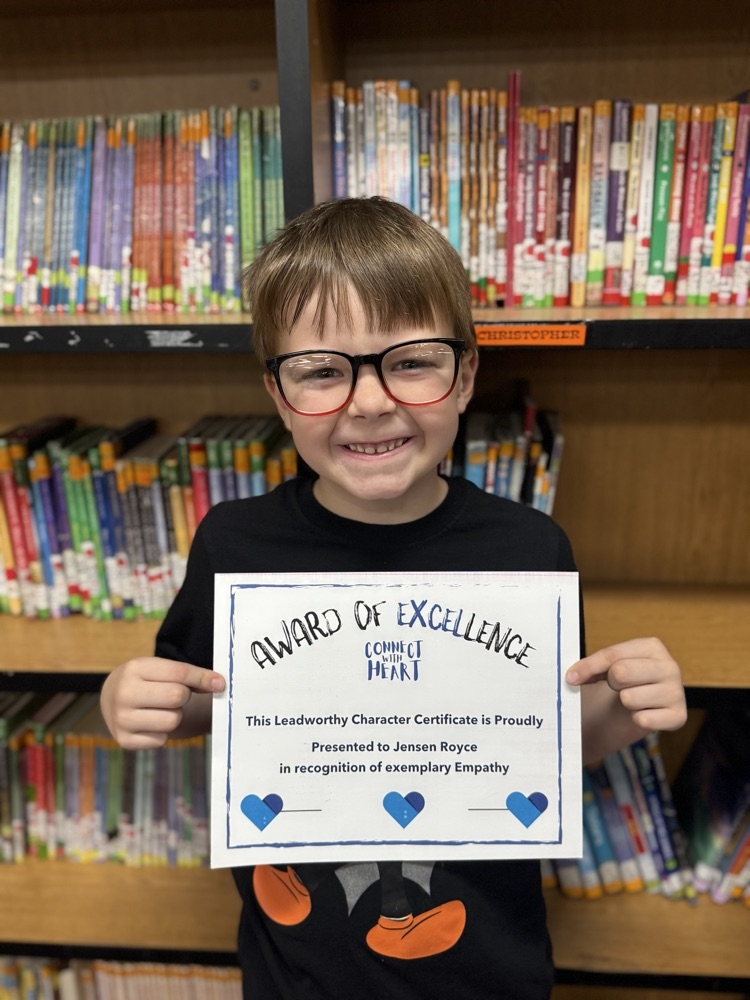 CHRISTOPHER
AWARD OF EXCELLENCE
CONNECT
WITH
HEART
This Leadworthy Character Certificate is Proudly
Presented to Jensen Royce
in recognition of exemplary Empathy